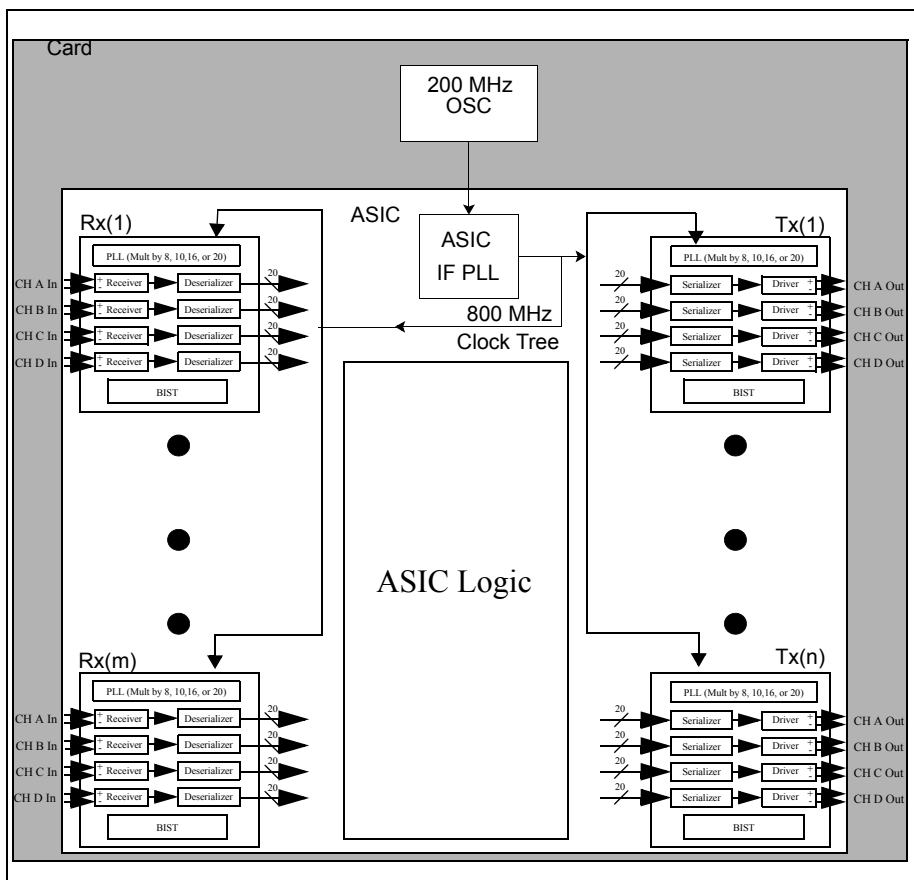 Card
200 MHz
OSC
ASIC
ASIC
IF PLL
800 MHz
Clock Tree
Rx(1)
PLL (Mult by 8, 10,16, or 20)
CH A In
+
-
Receiver
Deserializer
20
CH B In
+
-
Receiver
Deserializer
20
CH C In
+
-
Receiver
Deserializer
20
CH D In
+
-
Receiver
Deserializer
20
BIST
Tx(1)
PLL (Mult by 8, 10,16, or 20)
20
Serializer
Driver
+
-
CH A Out
20
Serializer
Driver
+
-
CH B Out
20
Serializer
Driver
+
-
CH C Out
20
Serializer
Driver
+
-
CH D Out
BIST
ASIC Logic
Rx(m)
PLL (Mult by 8, 10,16, or 20)
CH A In
+
-
Receiver
Deserializer
20
CH B In
+
-
Receiver
Deserializer
20
CH C In
+
-
Receiver
Deserializer
20
CH D In
+
-
Receiver
Deserializer
20
BIST
Tx(n)
PLL (Mult by 8, 10,16, or 20)
20
Serializer
Driver
+
-
CH A Out
20
Serializer
Driver
+
-
CH B Out
20
Serializer
Driver
+
-
CH C Out
20
Serializer
Driver
+
-
CH D Out
BIST